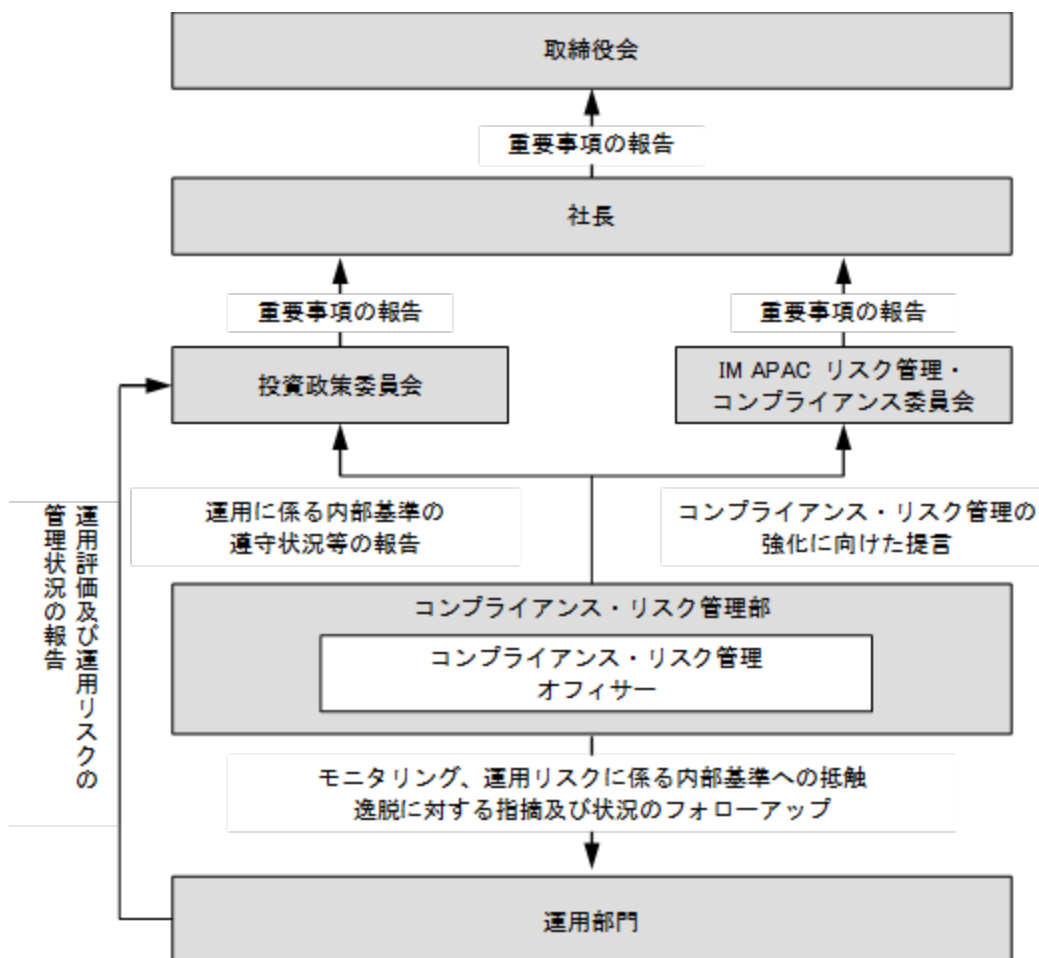 取締役会
重要事項の報告
社長
重要事項の報告
重要事項の報告
投資政策委員会
IM APAC リスク管理・
コンプライアンス委員会
運用に係る内部基準の
遵守状況等の報告
コンプライアンス・リスク管理の
強化に向けた提言
運用評価及び運用リスクの
管理状況の報告
コンプライアンス・リスク管理部
コンプライアンス・リスク管理
オフィサー
モニタリング、運用リスクに係る内部基準への抵触
逸脱に対する指摘及び状況のフォローアップ
運用部門